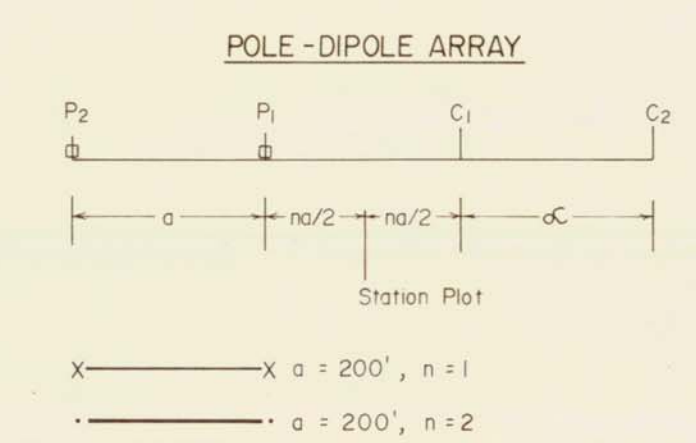 POLE-DIPOLE ARRAY
P2 P1 C1 C2
a na/2 na/2 ∝
Station Plot
X X a = 200', n = 1
a = 200', n = 2